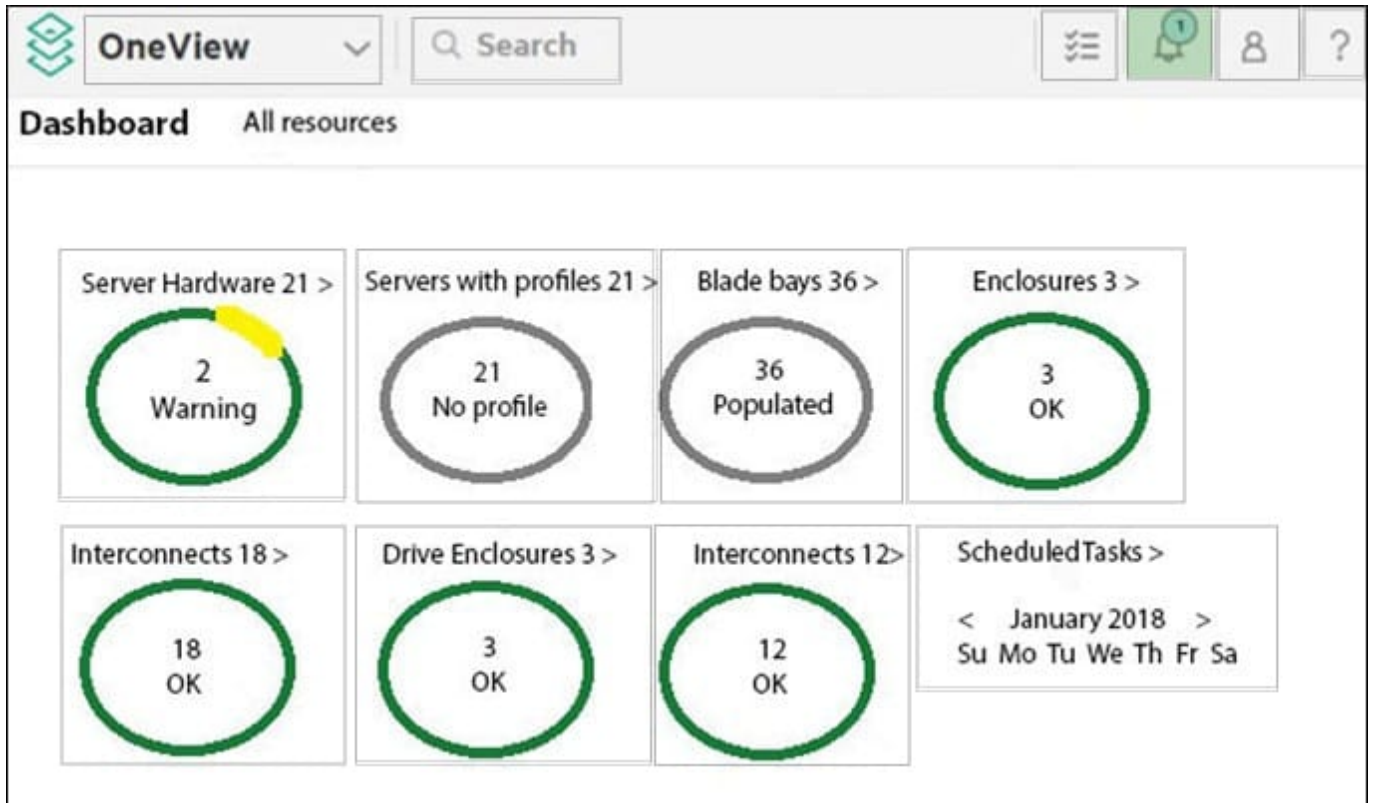 OneView Search 1 ?
Dashboard All resources
Server Hardware 21 >
2
Warning
Servers with profiles 21 >
21
No profile
Blade bays 36 >
36
Populated
Enclosures 3 >
3
OK
Interconnects 18 >
18
OK
Drive Enclosures 3 >
3
OK
Interconnects 12>
12
OK
ScheduledTasks >
< January 2018 >
Su Mo Tu We Th Fr Sa